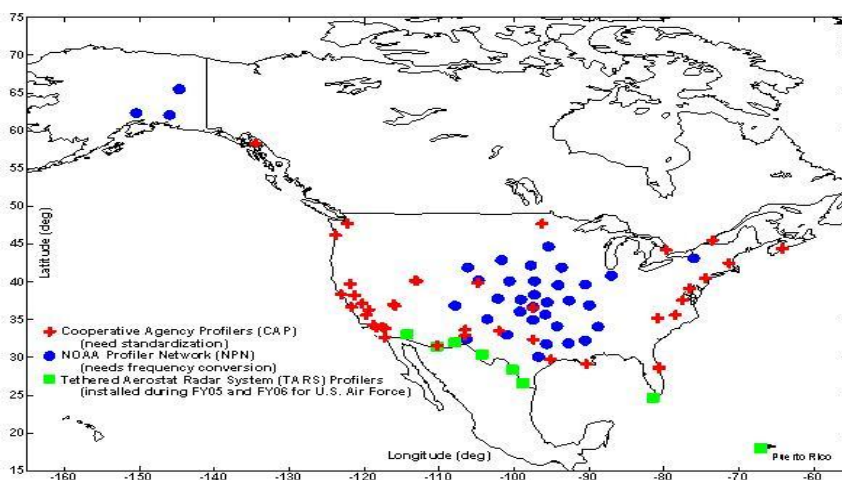 75
70
65
60
55
50
45
40
35
30
25
20
15
Latitude (deg)
Cooperative Agency Profilers (CAP)
(need standardization)
NOAA Profiler Network (NPN)
(needs frequency conversion)
Tethered Aerostat Radar System (TARS) Profilers
(installed during FY05 and FY06 for U.S. Air Force)
Longitude (deg)
Puerto Rico
-160 -150 -140 -130 -120 -110 -100 -90 -80 -70 -60